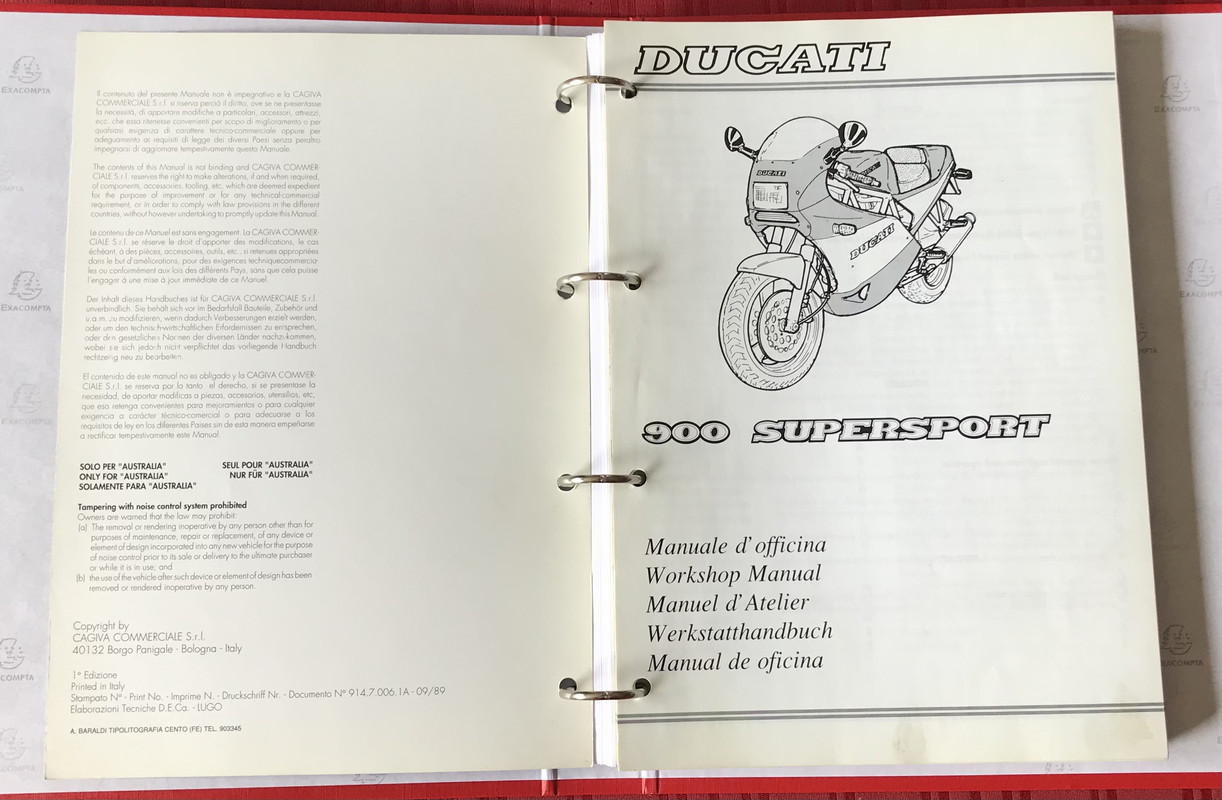 Il contenuto del presente Manuale non è impegnativo e la CAGIVA
COMMERCIALE S.r.l. si riserva perciò il diritto, ove se ne presentasse
la necessità, di apportare modifiche a particolari, accessori, attrezzi,
ecc. che essa ritenesse convenienti per scopo di miglioramento o per
qualsiasi esigenza di carattere tecnico-commerciale oppure per
adeguamento ai requisiti di legge dei diversi Paesi senza peraltro
impegnarsi di aggiornare tempestivamente questo Manuale.
The contents of this Manual is not binding and CAGIVA COMMER-
CIALE S.r.l. reserves the right to make alterations, if and when required,
of components, accessories, tooling, etc. which are deemed expedient
for the purpose of improvement or for any technical-commercial
requirement, or in order to comply with law provisions in the different
countries, without however undertaking to promptly update this Manual.
Le contenu de ce Manuel est sans engagement. La CAGIVA COMMER-
CIALE S.r.l. se réserve le droit d'apporter des modifications, le cas
échéant, à des pièces, accessoires, outils, etc., si retenues appropriées
dans le but d'améliorations, pour des exigences techniquecommercia-
les ou conformément aux lois des différents Pays, sans que cela puisse
l'engager à une mise à jour immédiate de ce Manuel.
Der Inhalt dieses Handbuches ist für CAGIVA COMMERCIALE S.r.l.
unverbindlich. Sie behält sich vor im Bedarfsfall Bauteile, Zubehör und
u.a.m. zu modifizieren, wenn dadurch Verbesserungen erzielt werden,
oder um den technisch-wirtschaftlichen Erfordernissen zu entsprechen,
oder den gesetzlichen Normen der diversen Länder nachzukommen,
wobei sie sich jedoch nicht verpflichtet das vorliegende Handbuch
rechtzeitig neu zu bearbeiten.
El contenido de este manual no es obligado y la CAGIVA COMMER-
CIALE S.r.l. se reserva por lo tanto el derecho, si se presentase la
necesidad, de aportar modificas a piezas, accesorios, utensilios, etc,
que esa retenga convenientes para mejoramientos o para cualquier
exigencia a carácter técnico-comercial o para adecuarse a los
requisitos de ley en los diferentes Paises sin de esta manera empeñarse
a rectificar tempestivamente este Manual.
SOLO PER "AUSTRALIA" SEUL POUR "AUSTRALIA"
ONLY FOR "AUSTRALIA" NUR FÜR "AUSTRALIA"
SOLAMENTE PARA "AUSTRALIA"
Tampering with noise control system prohibited
Owners are warned that the law may prohibit:
(a) The removal or rendering inoperative by any person other than for
purposes of maintenance, repair or replacement, of any device or
element of design incorporated into any new vehicle for the purpose
of noise control prior to its sale or delivery to the ultimate purchaser
or while it is in use; and
(b) the use of the vehicle after such device or element of design has been
removed or rendered inoperative by any person.
Copyright by
CAGIVA COMMERCIALE S.r.l.
40132 Borgo Panigale - Bologna - Italy
1° Edizione
Printed in Italy
Stampato N° - Print No. - Imprime N. - Druckschrift Nr. - Documento N° 914.7.006.1A - 09/89
Elaborazioni Tecniche D.E.Ca. - LUGO
A. BARALDI TIPOLITOGRAFIA CENTO (FE) TEL. 903345
DUCATI
DUCATI
DUCATI
900 SUPERSPORT
Manuale d'officina
Workshop Manual
Manuel d'Atelier
Werkstatthandbuch
Manual de oficina
EXACOMPTA
EXACOMPTA
EXACOMPTA
EXACOMPTA
EXACOMPTA